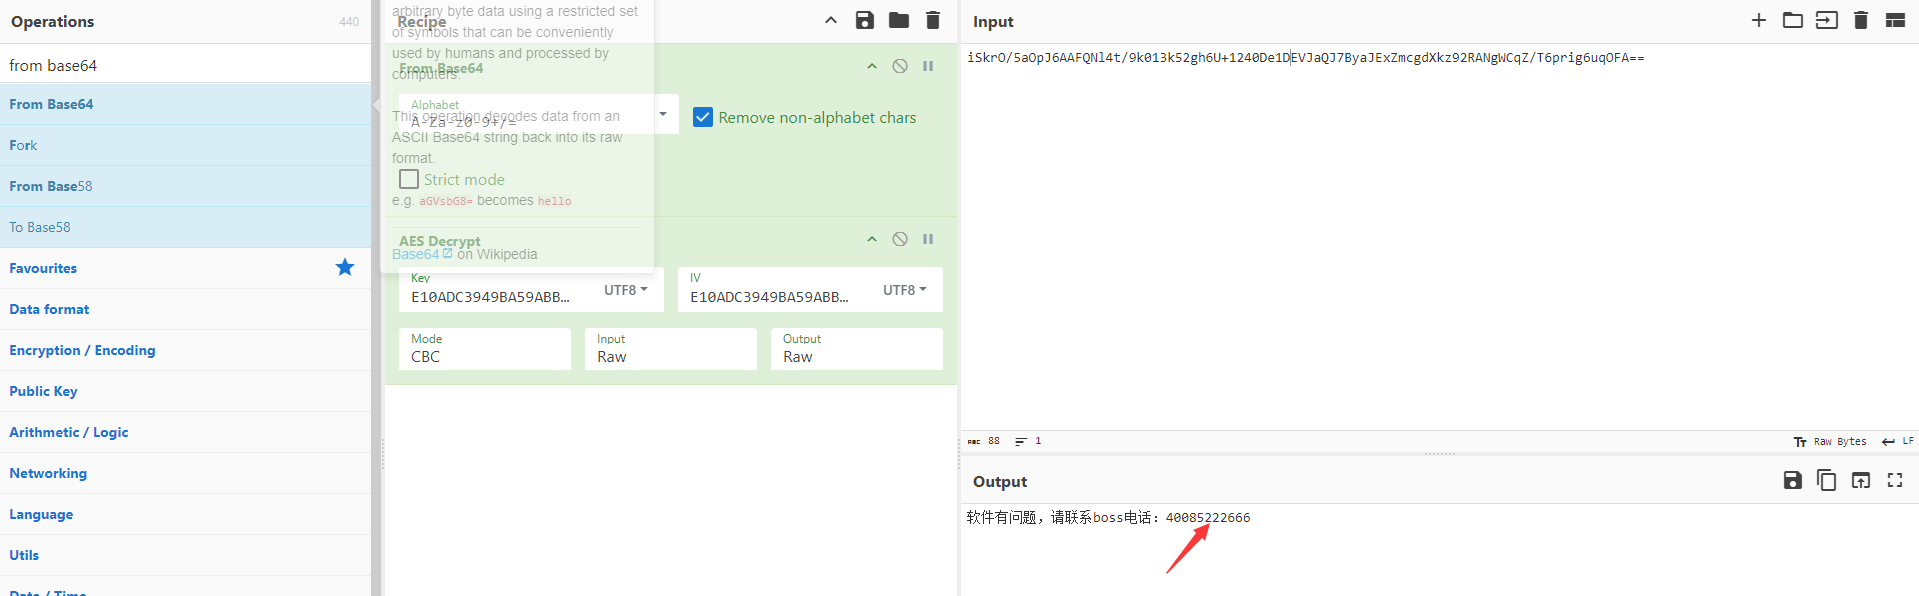 Operations
440
from base64
From Base64
Fork
From Base58
To Base58
Favourites
Data format
Encryption / Encoding
Public Key
Arithmetic / Logic
Networking
Language
Utils
Date / Time
Recipe
arbitrary byte data using a restricted set
of symbols that can be conveniently
used by humans and processed by
computers.
This operation decodes data from an
ASCII Base64 string back into its raw
format.
e.g. aGVsbG8= becomes hello
Base64 on Wikipedia
From Base64
Alphabet
A-Za-z0-9+/=
Remove non-alphabet chars
Strict mode
AES Decrypt
Key
E10ADC3949BA59ABB…
UTF8
IV
E10ADC3949BA59ABB…
UTF8
Mode
CBC
Input
Raw
Output
Raw
Input
iSkrO/5aOpJ6AAFQNl4t/9k013k52gh6U+1240De1DEVJaQJ7ByaJExZmcgdXkz92RANgWCqZ/T6prig6uqOFA==
ABC 88
1
Tт Raw Bytes
LF
Output
软件有问题，请联系boss电话：40085222666